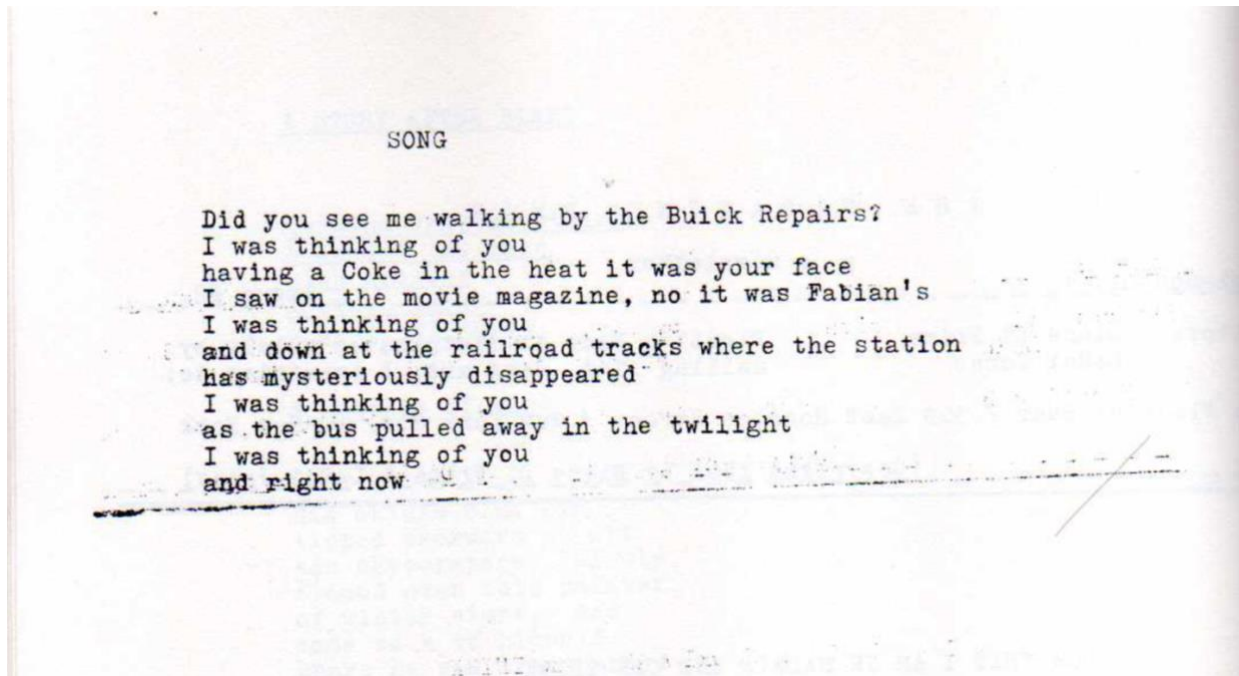 SONG
Did you see me walking by the Buick Repairs?
I was thinking of you
having a Coke in the heat it was your face
I saw on the movie magazine, no it was Fabian's
I was thinking of you
and down at the railroad tracks where the station
has mysteriously disappeared
I was thinking of you
as the bus pulled away in the twilight
I was thinking of you
and right now